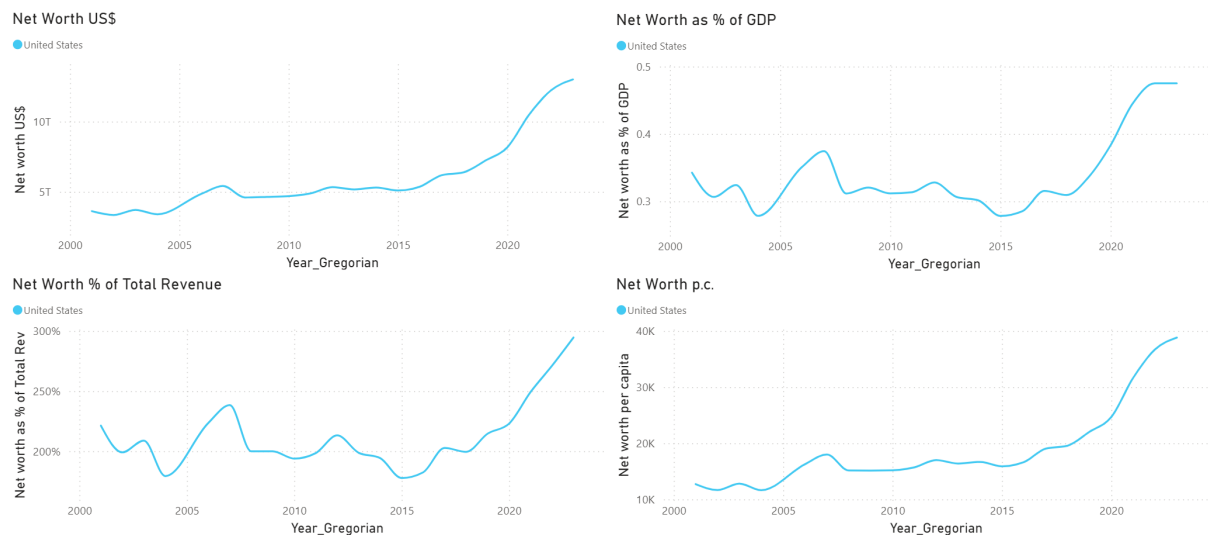 Net Worth US$
United States
Net worth US$
10T
5T
2000
2005
2010
2015
2020
Year_Gregorian
Net Worth as % of GDP
United States
Net worth as % of GDP
0.5
0.4
0.3
2000
2005
2010
2015
2020
Year_Gregorian
Net Worth % of Total Revenue
United States
Net worth as % of Total Rev
300%
250%
200%
2000
2005
2010
2015
2020
Year_Gregorian
Net Worth p.c.
United States
Net worth per capita
40K
30K
20K
10K
2000
2005
2010
2015
2020
Year_Gregorian